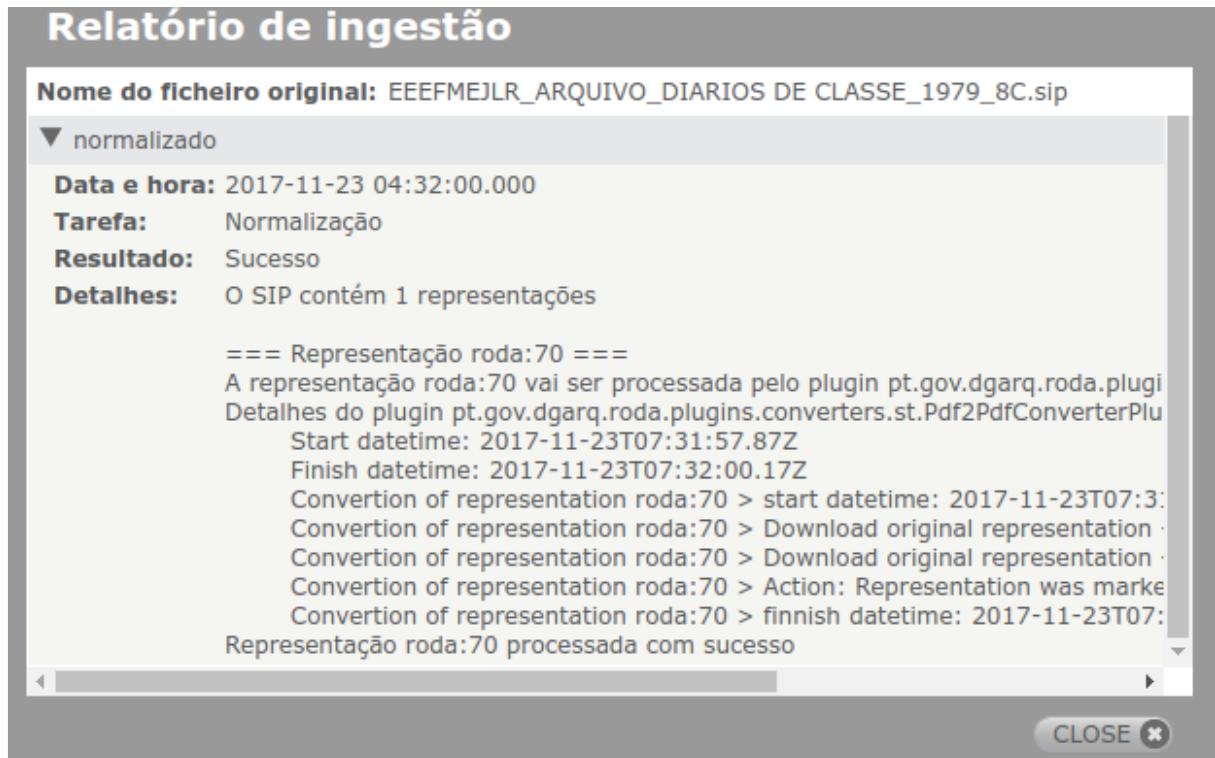 Relatório de ingestão
Nome do ficheiro original: EEEFMEJLR_ARQUIVO_DIARIOS DE CLASSE_1979_8C.sip
normalizado
Data e hora: 2017-11-23 04:32:00.000
Tarefa: Normalização
Resultado: Sucesso
Detalhes: O SIP contém 1 representações
=== Representação roda:70 ===
A representação roda:70 vai ser processada pelo plugin pt.gov.dgarq.roda.plugi
Detalhes do plugin pt.gov.dgarq.roda.plugins.converters.st.Pdf2PdfConverterPlu
Start datetime: 2017-11-23T07:31:57.87Z
Finish datetime: 2017-11-23T07:32:00.17Z
Convertion of representation roda:70 > start datetime: 2017-11-23T07:31:
Convertion of representation roda:70 > Download original representation -
Convertion of representation roda:70 > Download original representation -
Convertion of representation roda:70 > Action: Representation was marke
Convertion of representation roda:70 > finnish datetime: 2017-11-23T07:
Representação roda:70 processada com sucesso
CLOSE